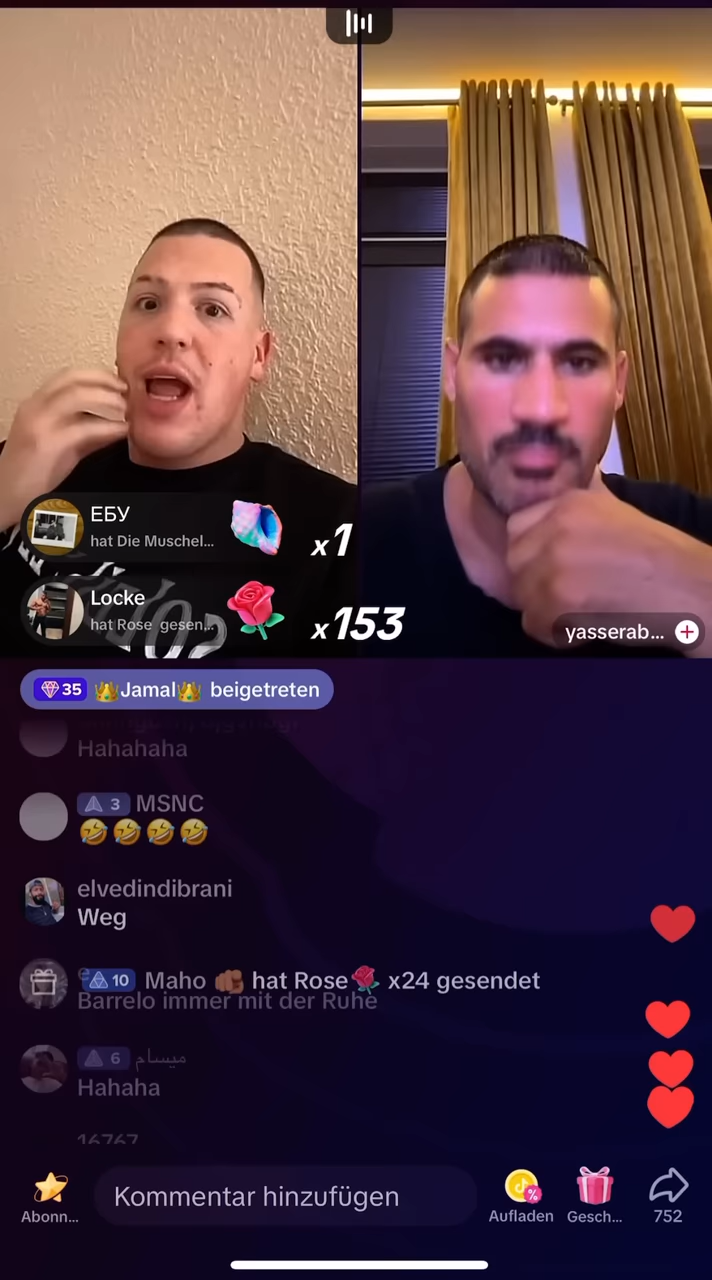 ЕБУ
hat Die Muschel...
x1
Locke
hat Rose gesen...
x153
yasserab...
35 👑Jamal👑 beigetreten
Hahahaha
3 MSNC
🤣🤣🤣🤣
elvedindibrani
Weg
10 Maho 🫵🏽 hat Rose🌹 x24 gesendet
Barrelo immer mit der Ruhe
6 ميسام
Hahaha
16767
Abonn...
Kommentar hinzufügen
Aufladen
Gesch...
752